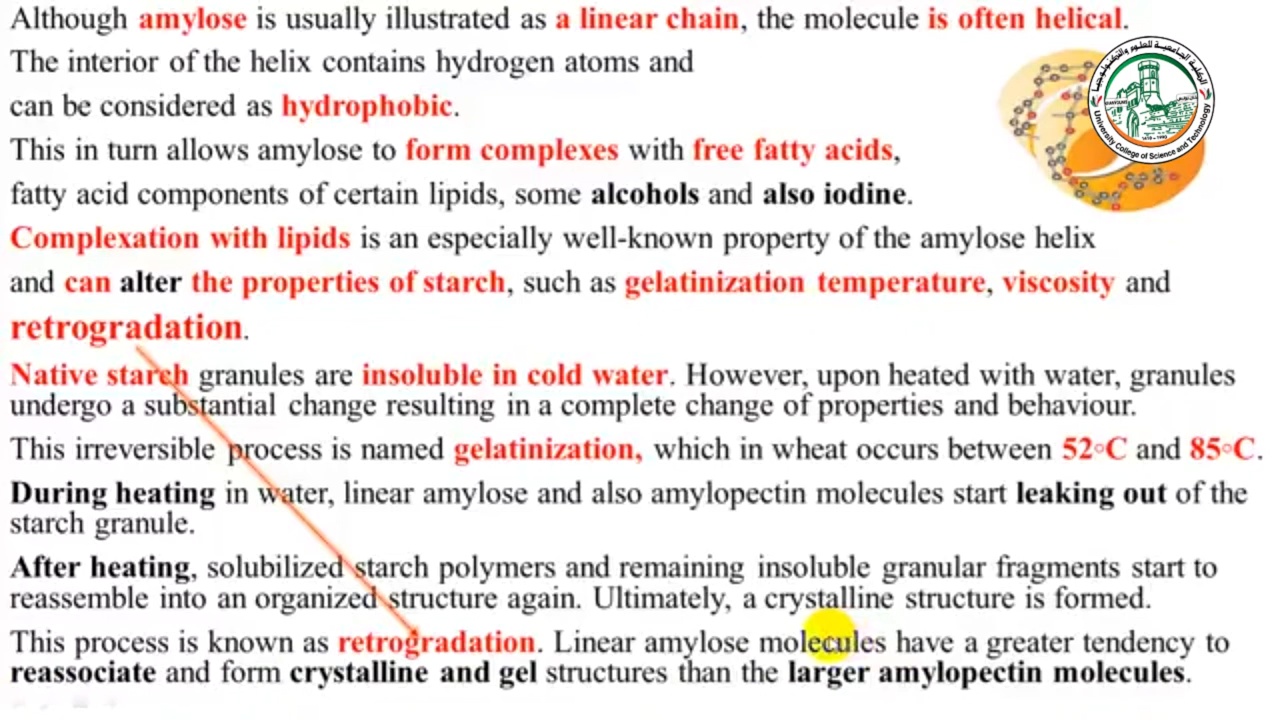 Although amylose is usually illustrated as a linear chain, the molecule is often helical.
The interior of the helix contains hydrogen atoms and
can be considered as hydrophobic.
This in turn allows amylose to form complexes with free fatty acids,
fatty acid components of certain lipids, some alcohols and also iodine.
Complexation with lipids is an especially well-known property of the amylose helix
and can alter the properties of starch, such as gelatinization temperature, viscosity and
retrogradation.
Native starch granules are insoluble in cold water. However, upon heated with water, granules
undergo a substantial change resulting in a complete change of properties and behaviour.
This irreversible process is named gelatinization, which in wheat occurs between 52◦C and 85◦C.
During heating in water, linear amylose and also amylopectin molecules start leaking out of the
starch granule.
After heating, solubilized starch polymers and remaining insoluble granular fragments start to
reassemble into an organized structure again. Ultimately, a crystalline structure is formed.
This process is known as retrogradation. Linear amylose molecules have a greater tendency to
reassociate and form crystalline and gel structures than the larger amylopectin molecules.
الكلية الجامعية للعلوم والتكنولوجيا
University College of Science and Technology